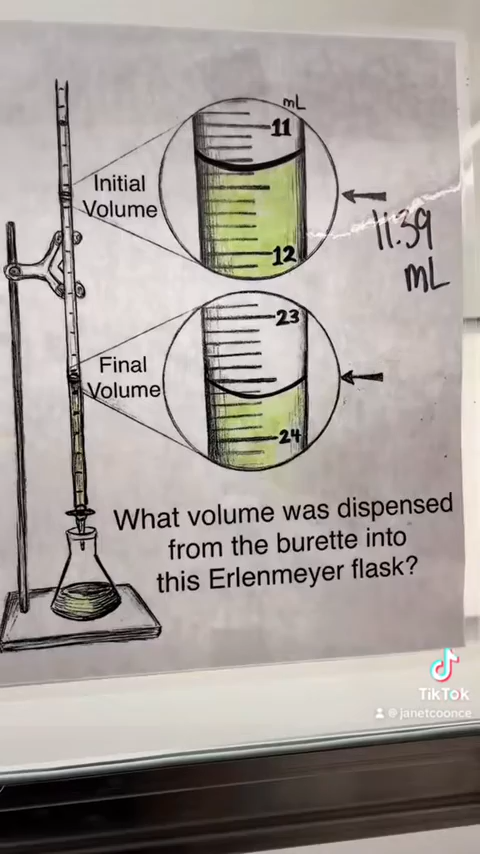 mL
11
Initial
Volume
12
11.39
mL
23
Final
Volume
24
What volume was dispensed
from the burette into
this Erlenmeyer flask?
TikTok
@janetcoonce